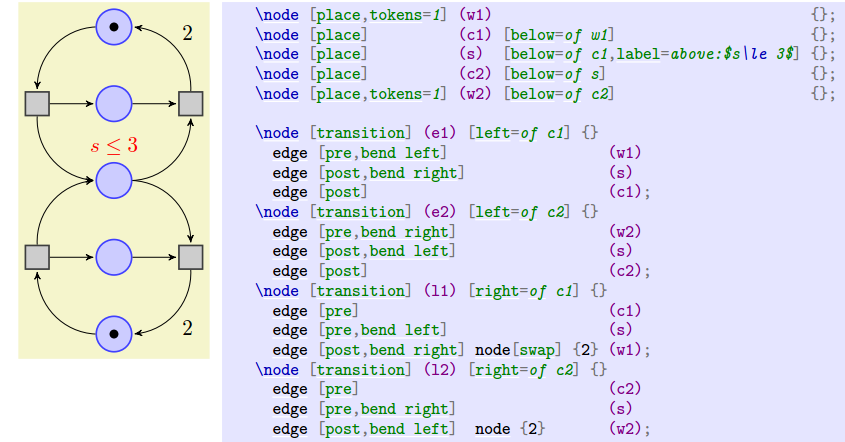 2
s ≤ 3
2
\node [place,tokens=1] (w1) {};
\node [place] (c1) [below=of w1] {};
\node [place] (s) [below=of c1,label=above:$s\le 3$] {};
\node [place] (c2) [below=of s] {};
\node [place,tokens=1] (w2) [below=of c2] {};
\node [transition] (e1) [left=of c1] {}
edge [pre,bend left] (w1)
edge [post,bend right] (s)
edge [post] (c1);
\node [transition] (e2) [left=of c2] {}
edge [pre,bend right] (w2)
edge [post,bend left] (s)
edge [post] (c2);
\node [transition] (l1) [right=of c1] {}
edge [pre] (c1)
edge [pre,bend left] (s)
edge [post,bend right] node[swap] {2} (w1);
\node [transition] (l2) [right=of c2] {}
edge [pre] (c2)
edge [pre,bend right] (s)
edge [post,bend left] node {2} (w2);